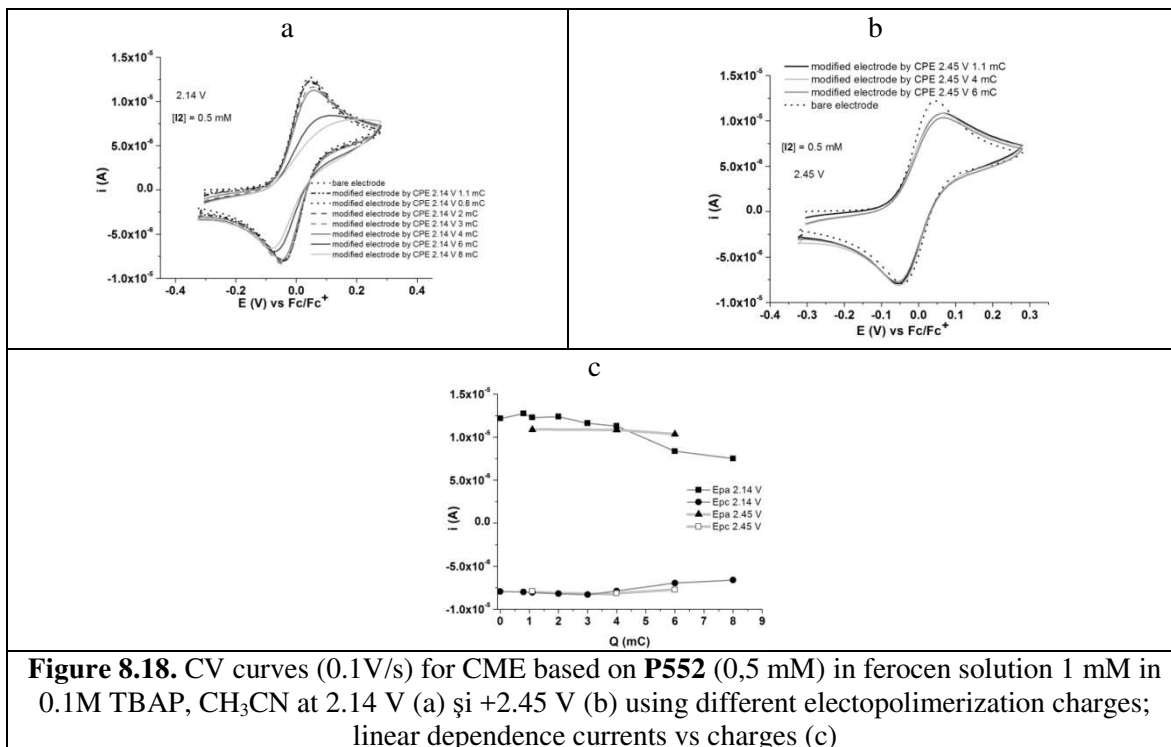 a
1.5x10⁻⁵
1.0x10⁻⁵
5.0x10⁻⁶
0.0
-5.0x10⁻⁶
-1.0x10⁻⁵
i (A)
2.14 V
[I2] = 0.5 mM
bare electrode
modified electrode by CPE 2.14 V 1.1 mC
modified electrode by CPE 2.14 V 0.8 mC
modified electrode by CPE 2.14 V 2 mC
modified electrode by CPE 2.14 V 3 mC
modified electrode by CPE 2.14 V 4 mC
modified electrode by CPE 2.14 V 6 mC
modified electrode by CPE 2.14 V 8 mC
-0.4 -0.2 0.0 0.2 0.4
E (V) vs Fc/Fc⁺
b
1.5x10⁻⁵
1.0x10⁻⁵
5.0x10⁻⁶
0.0
-5.0x10⁻⁶
-1.0x10⁻⁵
i (A)
modified electrode by CPE 2.45 V 1.1 mC
modified electrode by CPE 2.45 V 4 mC
modified electrode by CPE 2.45 V 6 mC
bare electrode
[I2] = 0.5 mM
2.45 V
-0.4 -0.3 -0.2 -0.1 0.0 0.1 0.2 0.3
E (V) vs Fc/Fc⁺
c
1.5x10⁻⁵
1.0x10⁻⁵
5.0x10⁻⁶
0.0
-5.0x10⁻⁶
-1.0x10⁻⁵
i (A)
Epa 2.14 V
Epc 2.14 V
Epa 2.45 V
Epc 2.45 V
0 1 2 3 4 5 6 7 8 9
Q (mC)
Figure 8.18. CV curves (0.1V/s) for CME based on P552 (0,5 mM) in ferocen solution 1 mM in
0.1M TBAP, CH₃CN at 2.14 V (a) şi +2.45 V (b) using different electopolimerization charges;
linear dependence currents vs charges (c)